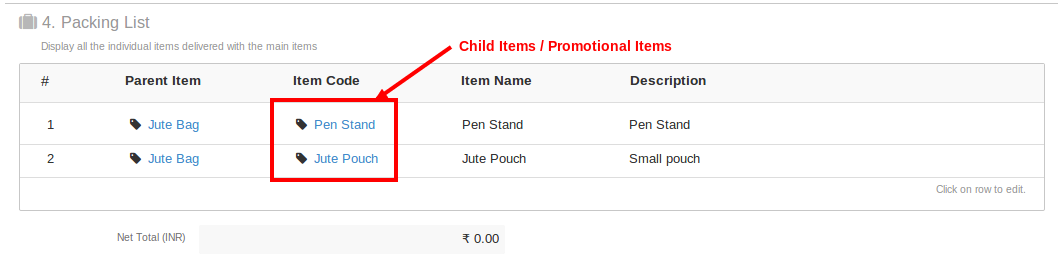 4. Packing List
Display all the individual items delivered with the main items
Child Items / Promotional Items
# Parent Item Item Code Item Name Description
1 Jute Bag Pen Stand Pen Stand Pen Stand
2 Jute Bag Jute Pouch Jute Pouch Small pouch
Click on row to edit.
Net Total (INR) ₹ 0.00